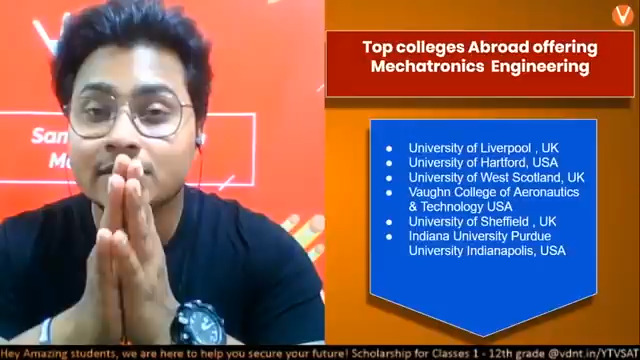 V
San
Ma
V
Top colleges Abroad offering
Mechatronics Engineering
● University of Liverpool , UK
● University of Hartford, USA
● University of West Scotland, UK
● Vaughn College of Aeronautics
& Technology USA
● University of Sheffield , UK
● Indiana University Purdue
University Indianapolis, USA
Hey Amazing students, we are here to help you secure your future! Scholarship for Classes 1 - 12th grade @vdnt.in/YTVSAT